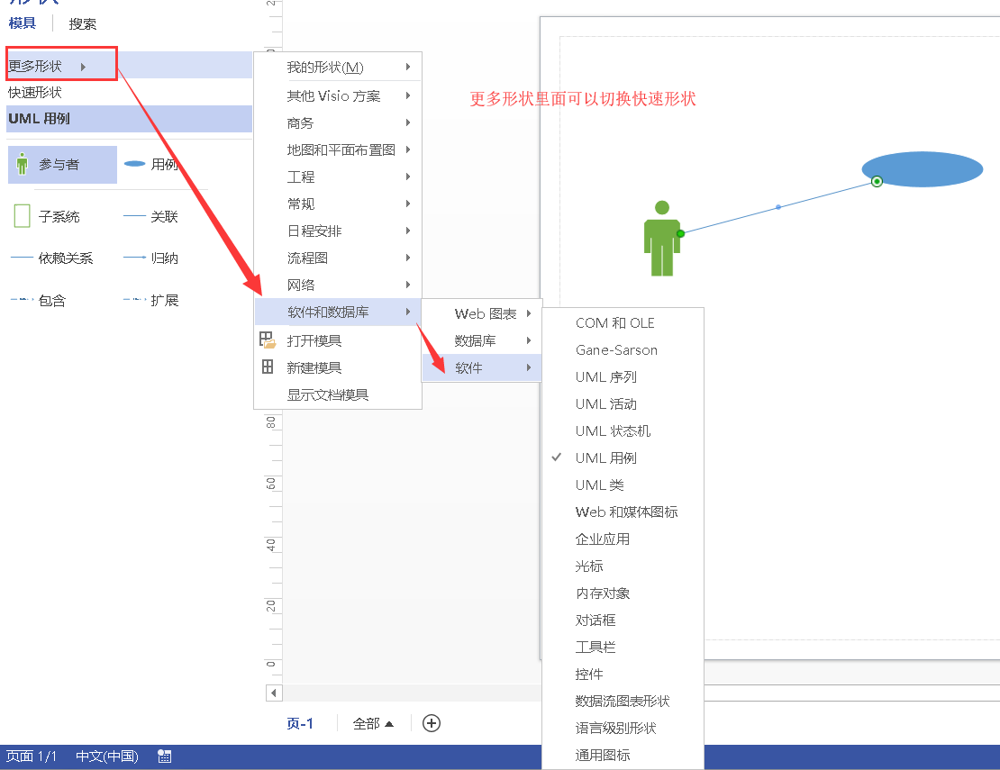 形状
模具
搜索
更多形状
快速形状
UML 用例
参与者
用例
子系统
关联
依赖关系
归纳
包含
扩展
我的形状(M)
其他 Visio 方案
商务
地图和平面布置图
工程
常规
日程安排
流程图
网络
软件和数据库
打开模具
新建模具
显示文档模具
Web 图表
数据库
软件
COM 和 OLE
Gane-Sarson
UML 序列
UML 活动
UML 状态机
UML 用例
UML 类
Web 和媒体图标
企业应用
光标
内存对象
对话框
工具栏
控件
数据流图表形状
语言级别形状
通用图标
更多形状里面可以切换快速形状
80
60
40
20
0
页-1
全部
页面 1/1
中文(中国)